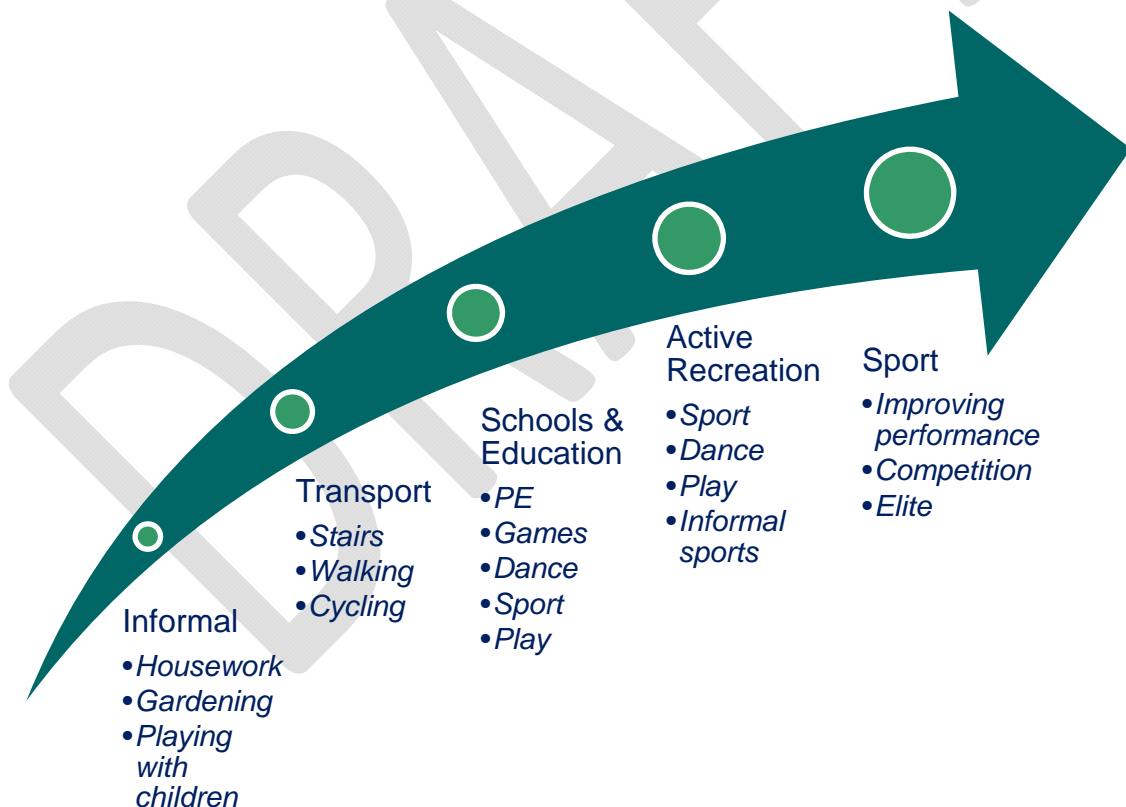 Informal
•Housework
•Gardening
•Playing
with
children
Transport
•Stairs
•Walking
•Cycling
Schools &
Education
•PE
•Games
•Dance
•Sport
•Play
Active
Recreation
•Sport
•Dance
•Play
•Informal
sports
Sport
•Improving
performance
•Competition
•Elite